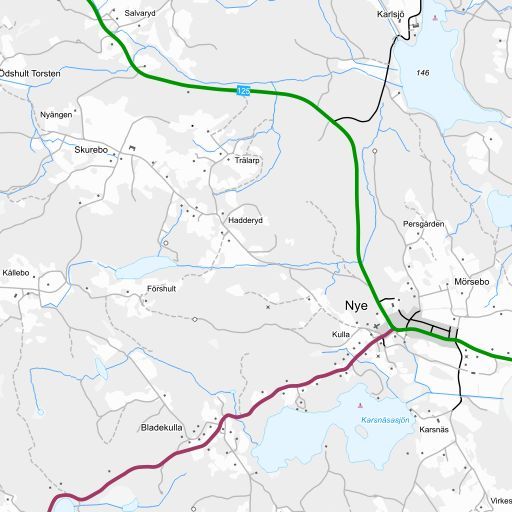 Salvaryd
Karlsjö
Ödshult Torsten
146
125
Nyängen
Skurebo
Trälarp
Hadderyd
Persgården
Källebo
Förshult
Mörsebo
Nye
Kulla
Bladekulla
Karsnäsasjön
Karsnäs
Virkes